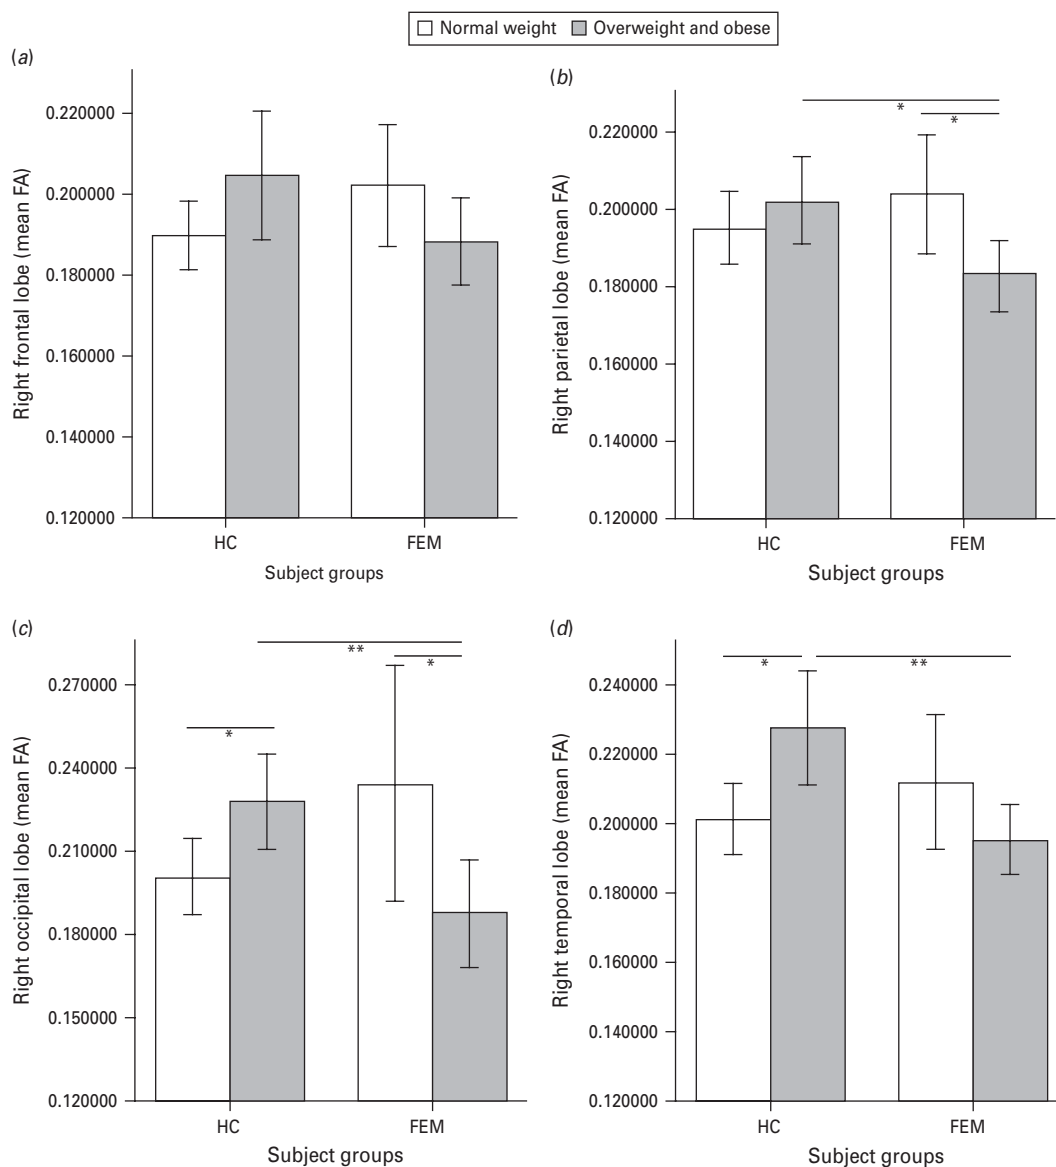 Normal weight Overweight and obese
(a)
Right frontal lobe (mean FA)
0.220000
0.200000
0.180000
0.160000
0.140000
0.120000
HC FEM
Subject groups
(b)
Right parietal lobe (mean FA)
*
*
0.220000
0.200000
0.180000
0.160000
0.140000
0.120000
HC FEM
Subject groups
(c)
Right occipital lobe (mean FA)
**
*
*
0.270000
0.240000
0.210000
0.180000
0.150000
0.120000
HC FEM
Subject groups
(d)
Right temporal lobe (mean FA)
* **
0.240000
0.220000
0.200000
0.180000
0.160000
0.140000
0.120000
HC FEM
Subject groups